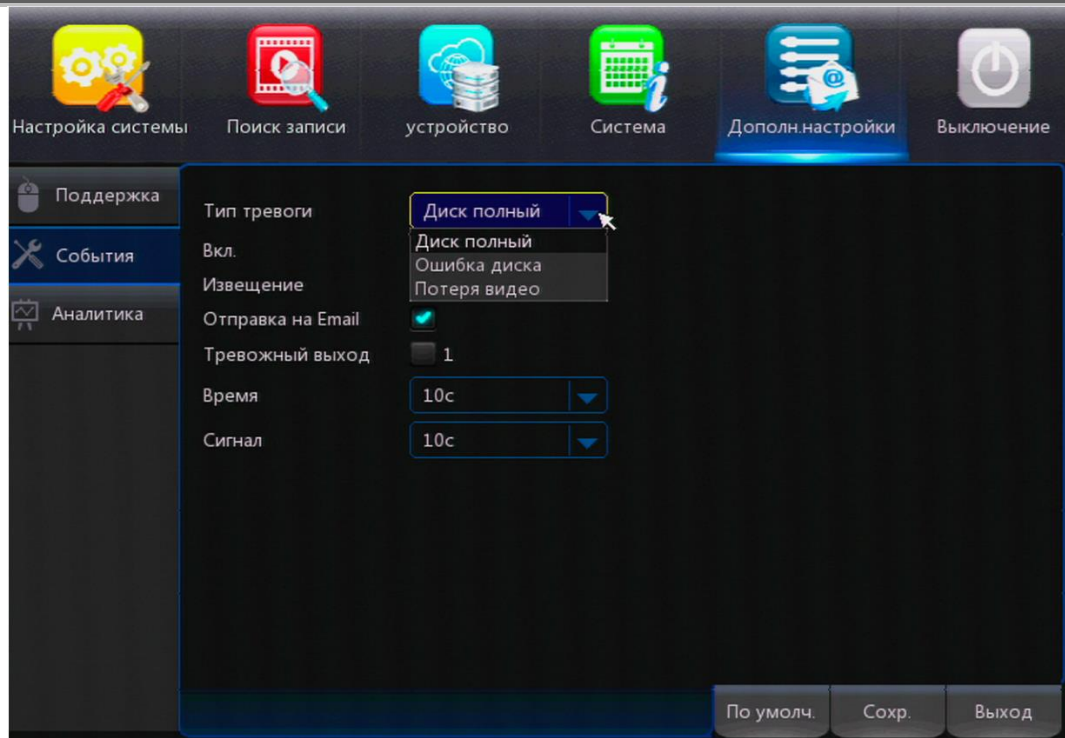 Настройка системы
Поиск записи
устройство
Система
Дополн.настройки
Выключение
Поддержка
События
Аналитика
Тип тревоги
Диск полный
Диск полный
Ошибка диска
Потеря видео
Вкл.
Извещение
Отправка на Email
Тревожный выход
1
Время
10с
Сигнал
10с
По умолч.
Сохр.
Выход